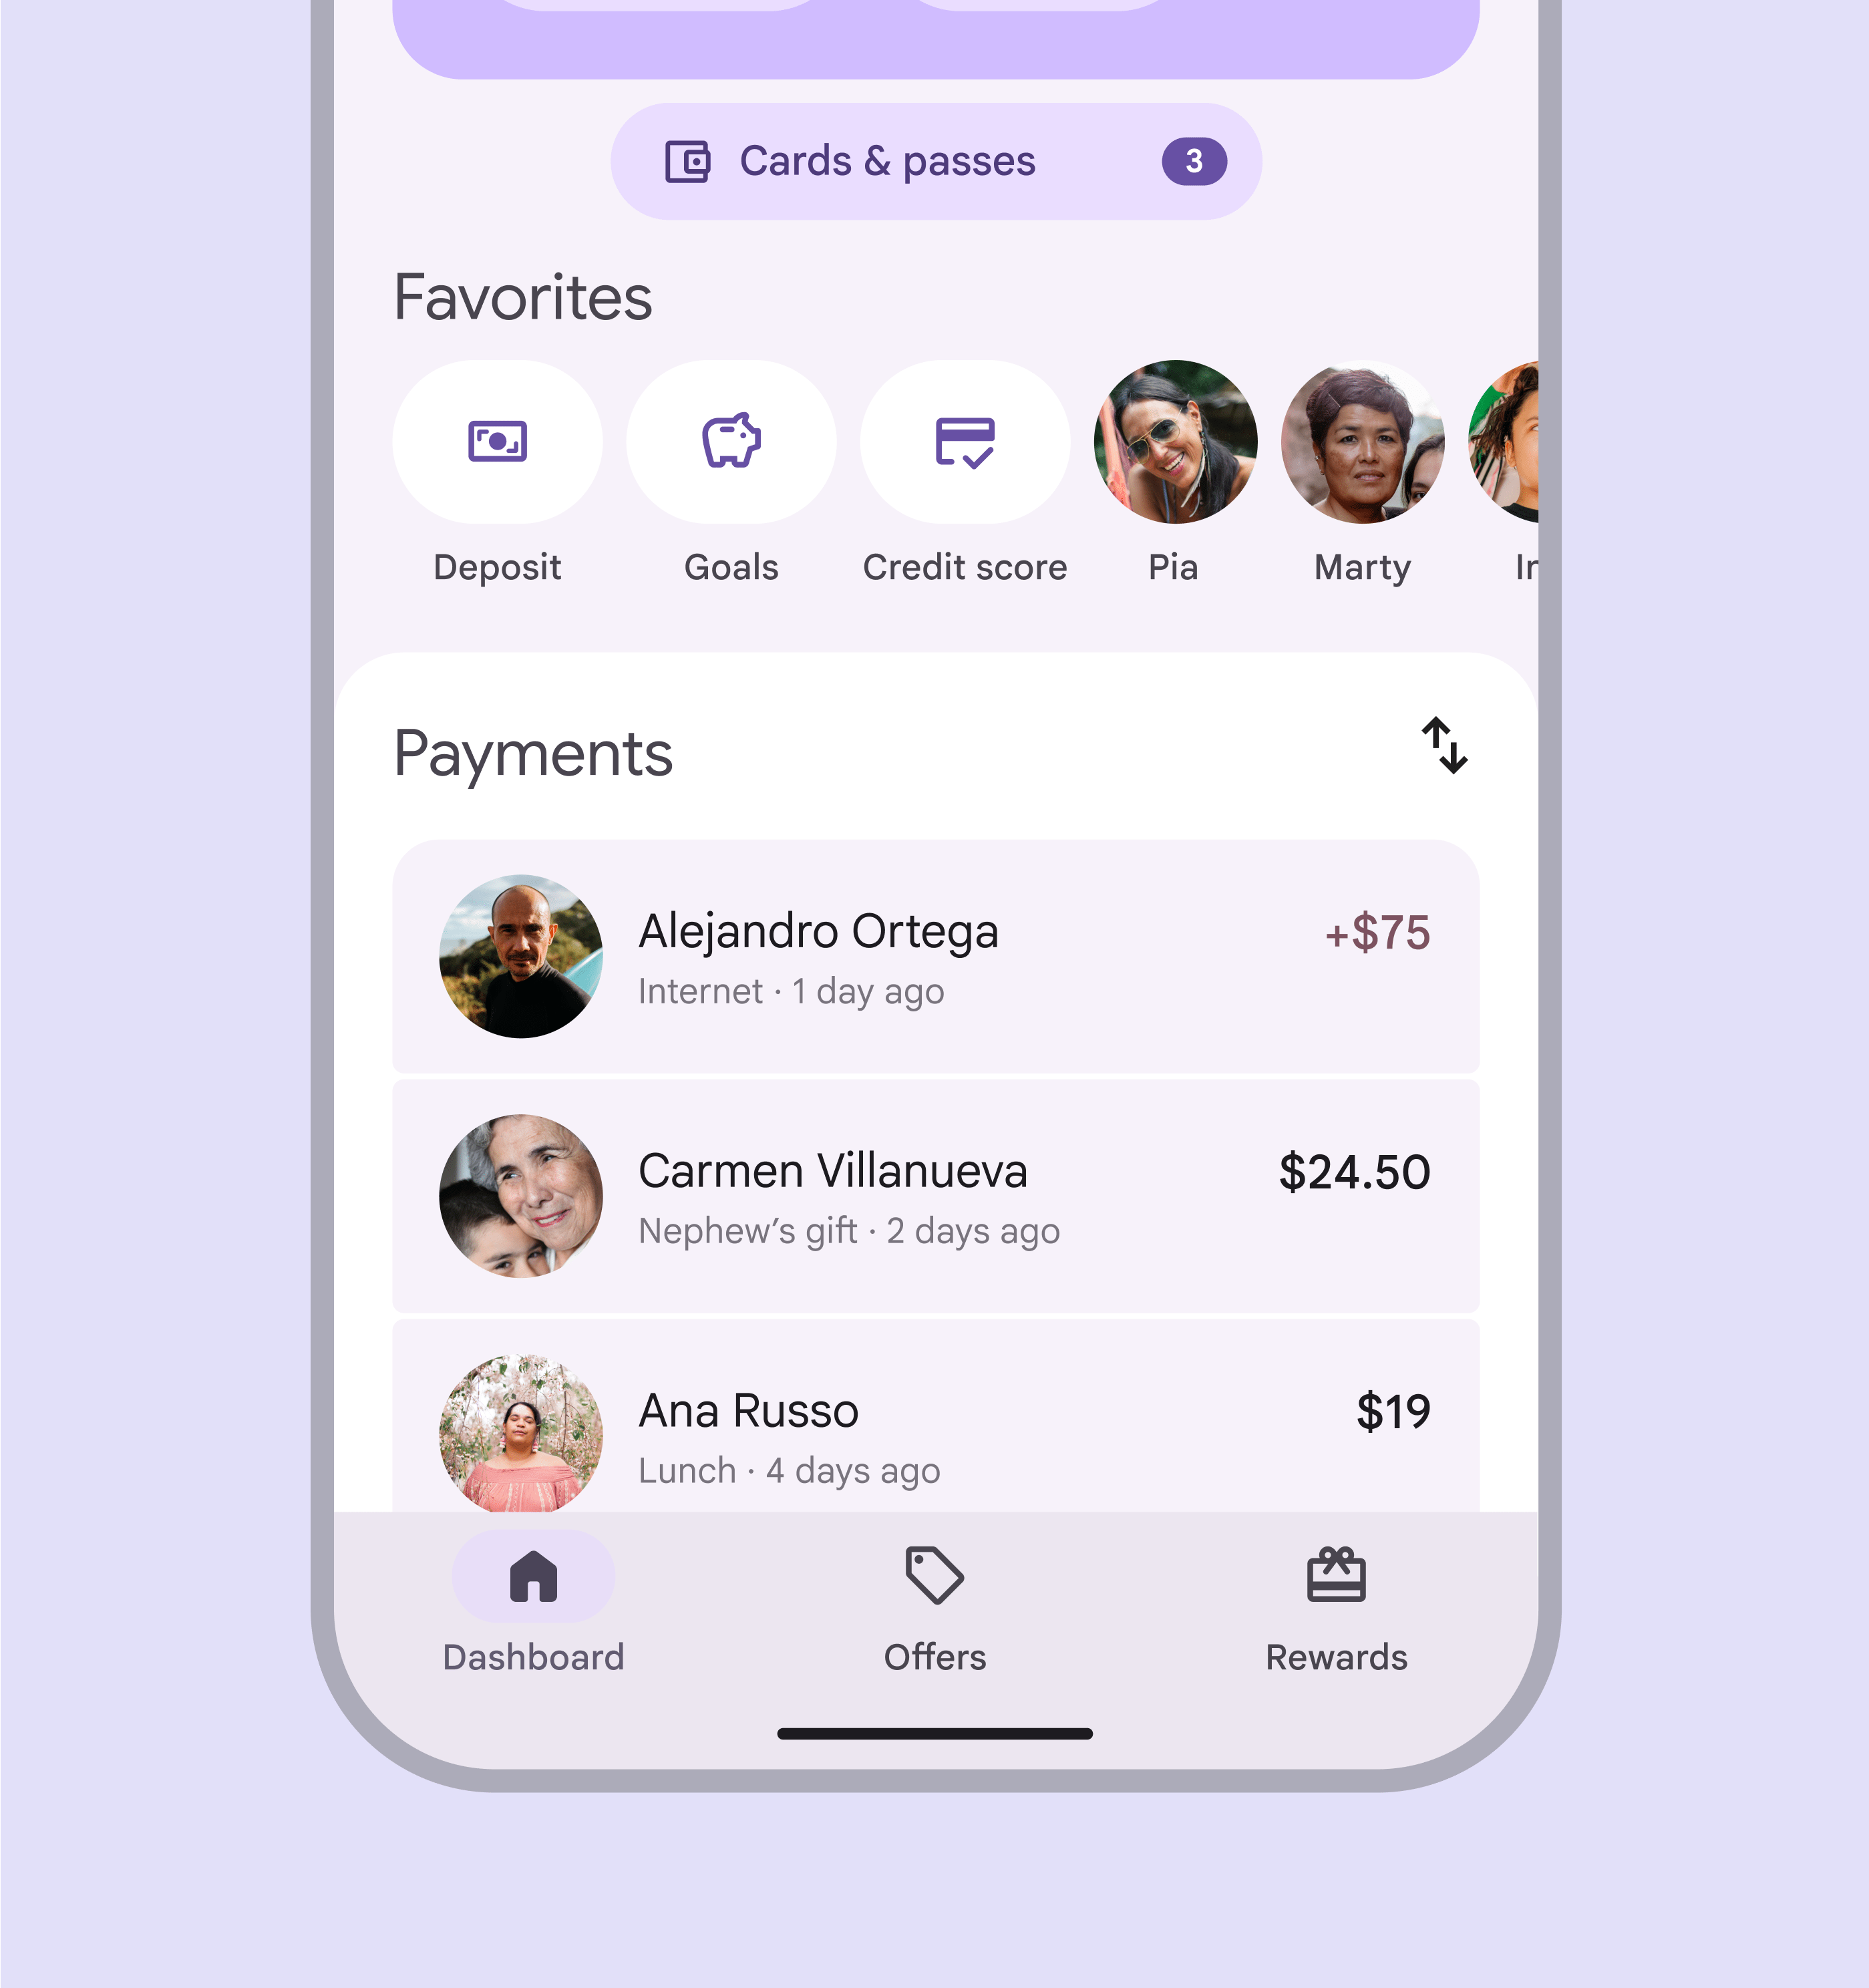 Cards & passes 3
Favorites
Deposit Goals Credit score Pia Marty
Payments
Alejandro Ortega +$75
Internet · 1 day ago
Carmen Villanueva $24.50
Nephew’s gift · 2 days ago
Ana Russo $19
Lunch · 4 days ago
Dashboard Offers Rewards